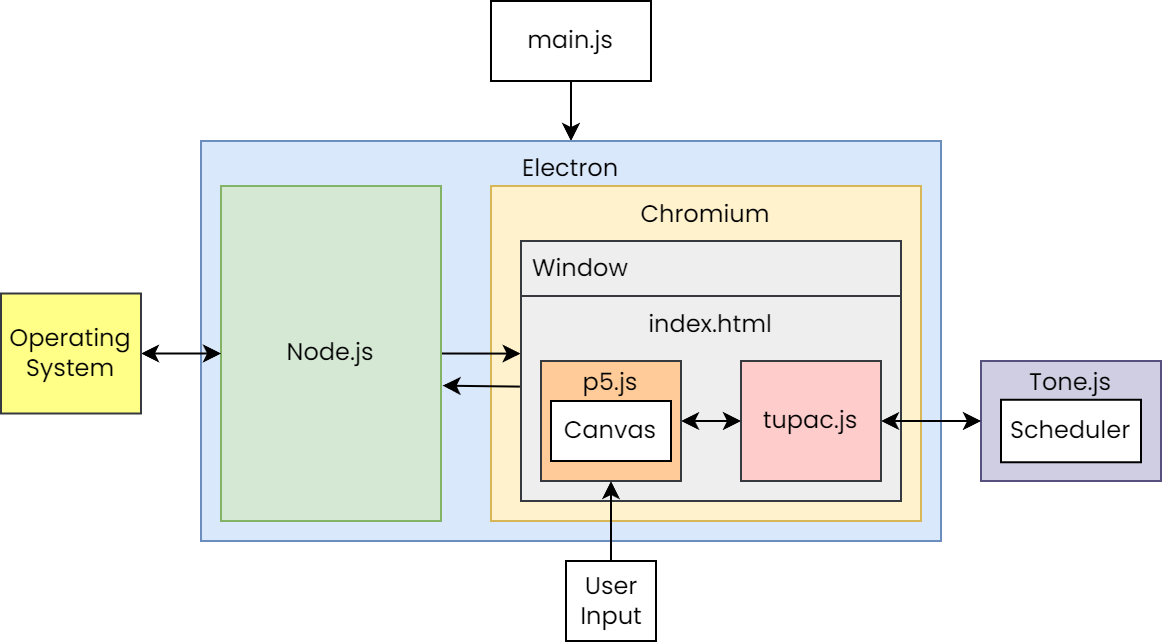 main.js
Electron
Chromium
Window
index.html
Operating
System
Node.js
p5.js
Canvas
tupac.js
Tone.js
Scheduler
User
Input